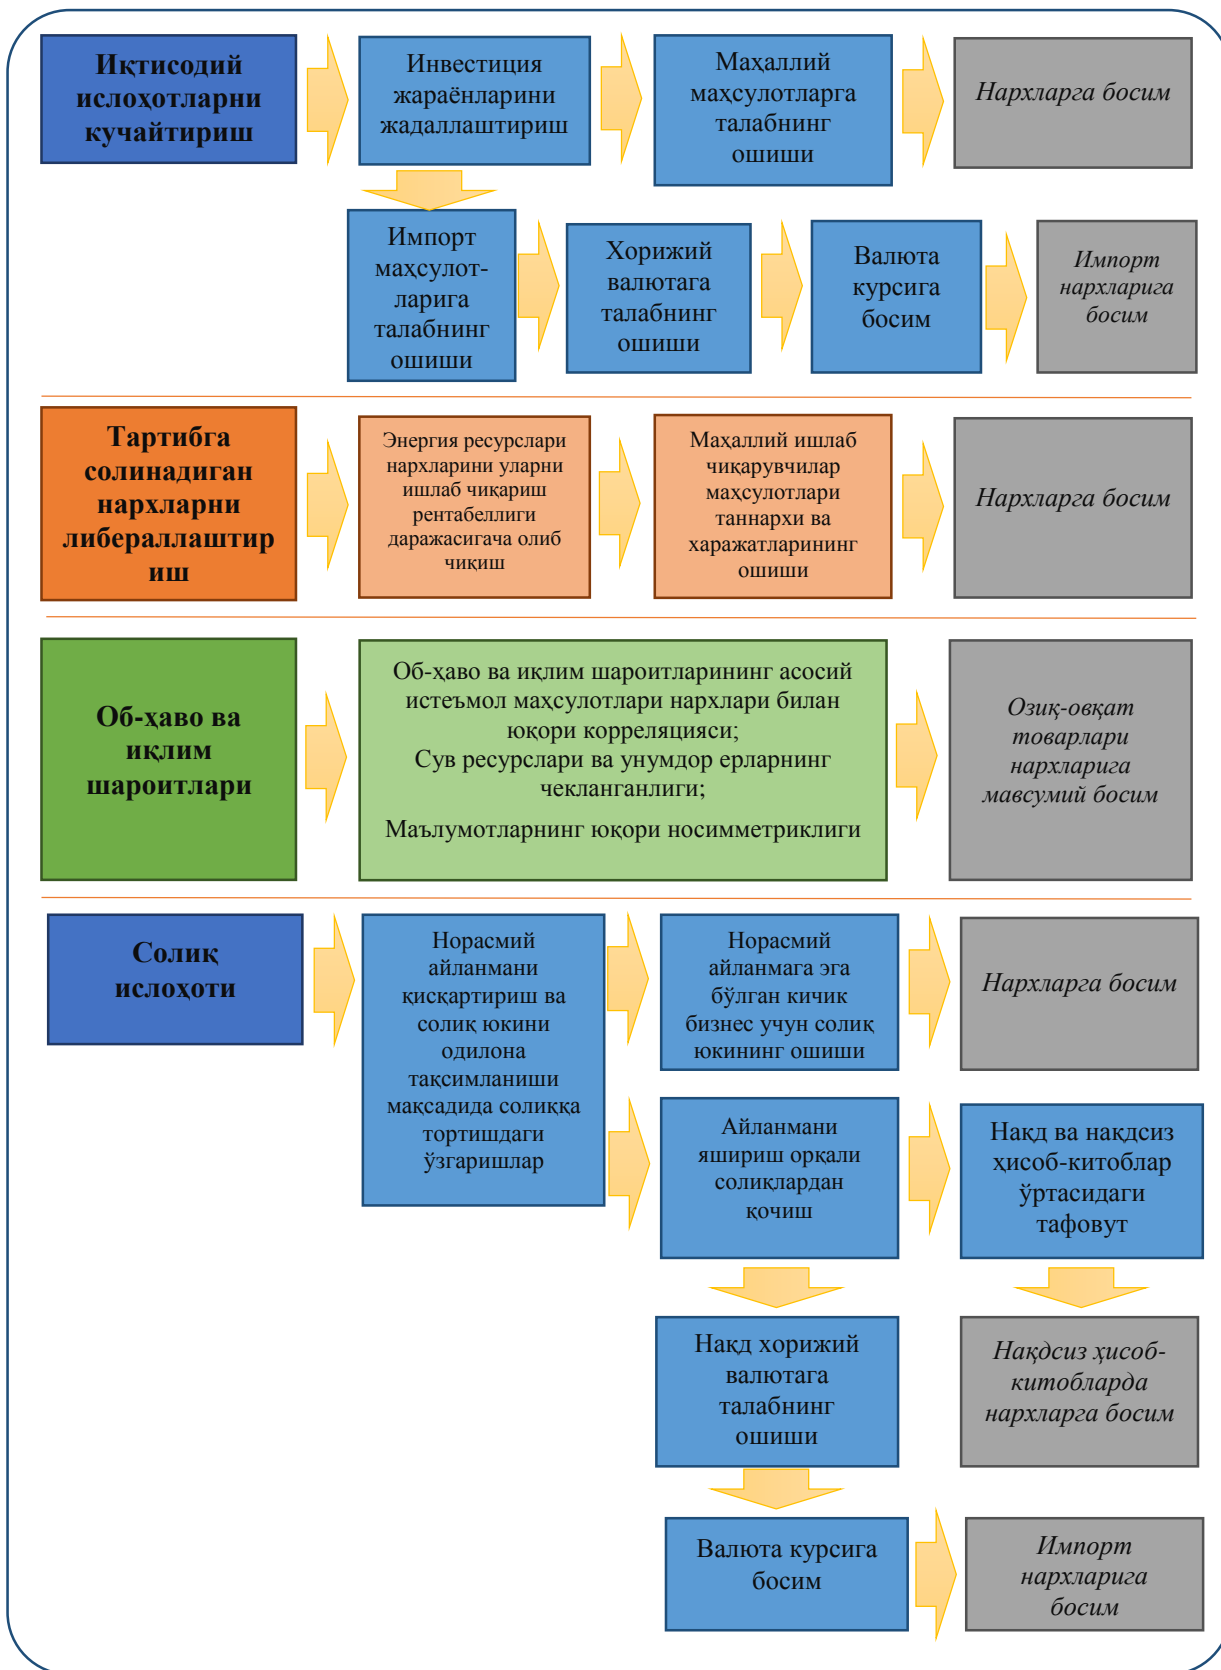 Иқтисодий
ислоҳотларни
кучайтириш
Инвестиция
жараёнларини
жадаллаштириш
Маҳаллий
маҳсулотларга
талабнинг
ошиши
Нархларга босим
Импорт
маҳсулот-
ларига
талабнинг
ошиши
Хорижий
валютага
талабнинг
ошиши
Валюта
курсига
босим
Импорт
нархларига
босим
Тартибга
солинадиган
нархларни
либераллаштир
иш
Энергия ресурслари
нархларини уларни
ишлаб чиқариш
рентабеллиги
даражасигача олиб
чиқиш
Маҳаллий ишлаб
чиқарувчилар
маҳсулотлари
таннархи ва
харажатларининг
ошиши
Нархларга босим
Об-ҳаво ва
иқлим
шароитлари
Об-ҳаво ва иқлим шароитларининг асосий
истеъмол маҳсулотлари нархлари билан
юқори корреляцияси;
Сув ресурслари ва унумдор ерларнинг
чекланганлиги;
Маълумотларнинг юқори носимметриклиги
Озиқ-овқат
товарлари
нархларига
мавсумий босим
Солиқ
ислоҳоти
Норасмий
айланмани
қисқартириш ва
солиқ юкини
одилона
тақсимланиши
мақсадида солиққа
тортишдаги
ўзгаришлар
Норасмий
айланмага эга
бўлган кичик
бизнес учун солиқ
юкининг ошиши
Нархларга босим
Айланмани
яшириш орқали
солиқлардан
қочиш
Нақд ва нақдсиз
ҳисоб-китоблар
ўртасидаги
тафовут
Нақд хорижий
валютага
талабнинг
ошиши
Нақдсиз ҳисоб-
китобларда
нархларга босим
Валюта курсига
босим
Импорт
нархларига
босим